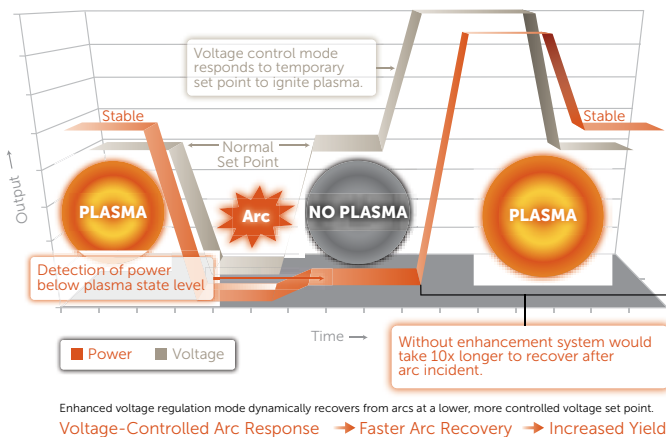 Voltage control mode
responds to temporary
set point to ignite plasma.
Stable
Stable
Normal
Set Point
Output
PLASMA
Arc
NO PLASMA
PLASMA
Detection of power
below plasma state level
Time
Without enhancement system would
take 10x longer to recover after
arc incident.
Power
Voltage
Enhanced voltage regulation mode dynamically recovers from arcs at a lower, more controlled voltage set point.
Voltage-Controlled Arc Response → Faster Arc Recovery → Increased Yield